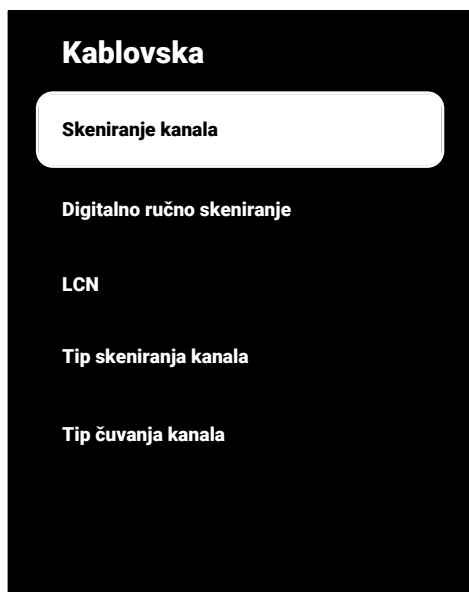 Kablovska
Skeniranje kanala
Digitalno ručno skeniranje
LCN
Tip skeniranja kanala
Tip čuvanja kanala